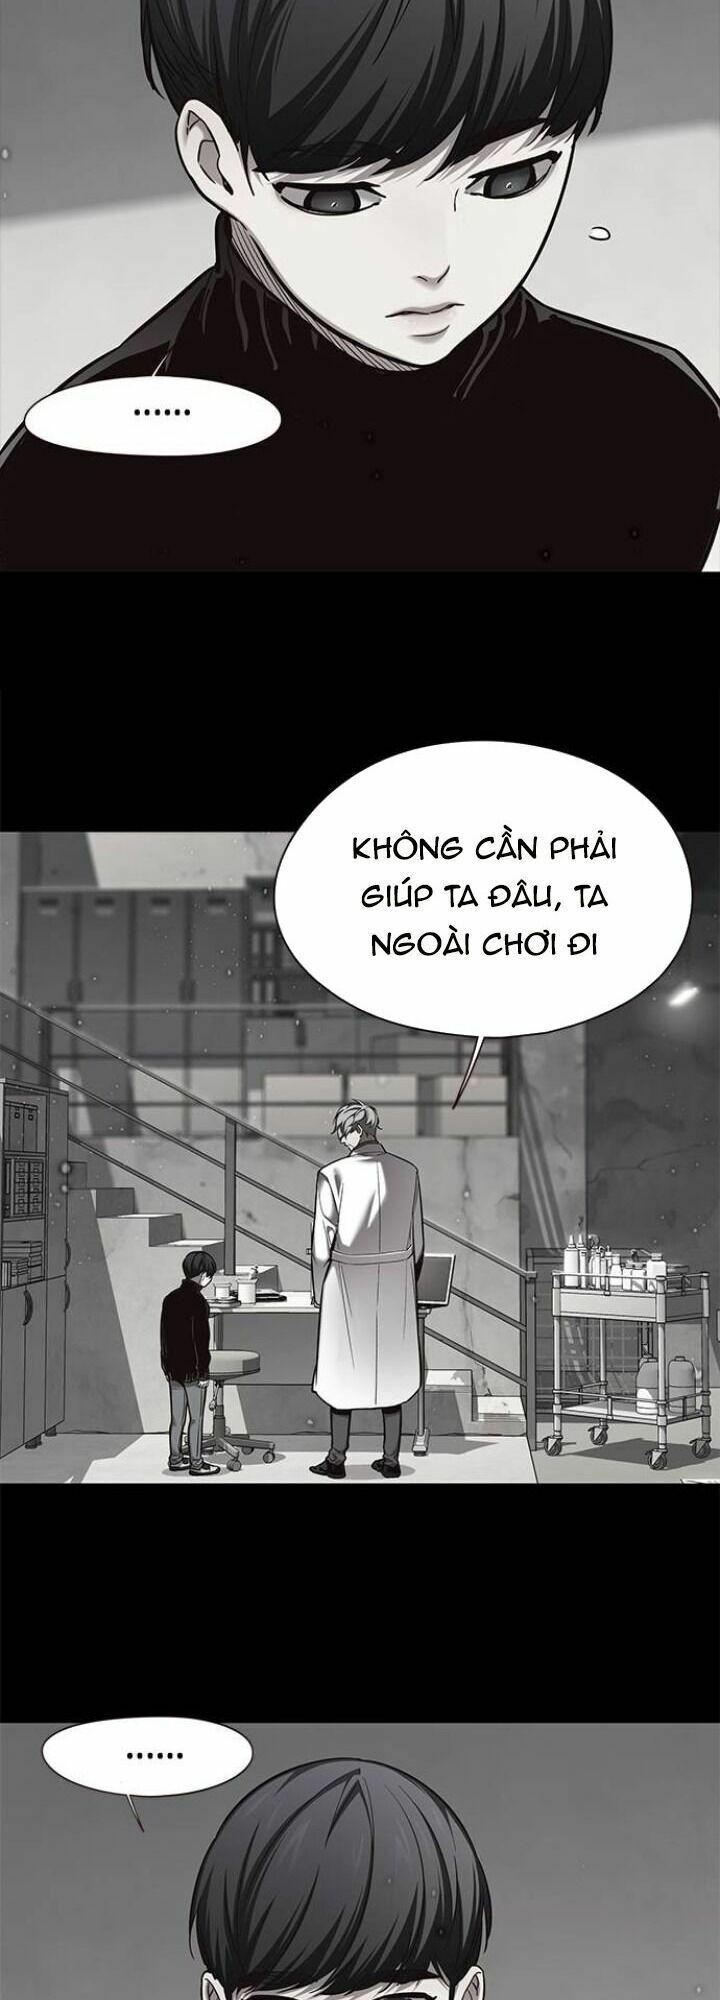 ......
KHÔNG CẦN PHẢI
GIÚP TA ĐÂU, TA
NGOÀI CHƠI ĐI
......